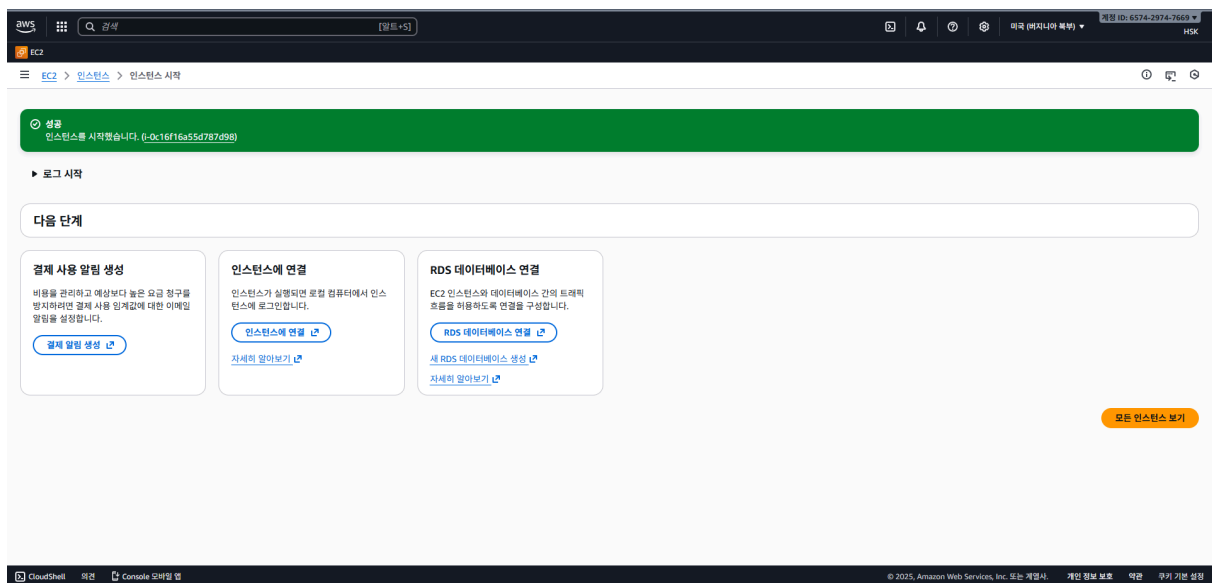 aws
검색
[알트+S]
미국 (버지니아 북부) ▼
계정 ID: 6574-2974-7669 ▼
HSK
EC2
EC2 > 인스턴스 > 인스턴스 시작
성공
인스턴스를 시작했습니다. (i-0c16f16a55d787d98)
▶ 로그 시작
다음 단계
결제 사용 알림 생성
비용을 관리하고 예상보다 높은 요금 청구를
방지하려면 결제 사용 임계값에 대한 이메일
알림을 설정합니다.
결제 알림 생성
인스턴스에 연결
인스턴스가 실행되면 로컬 컴퓨터에서 인스
턴스에 로그인합니다.
인스턴스에 연결
자세히 알아보기
RDS 데이터베이스 연결
EC2 인스턴스와 데이터베이스 간의 트래픽
흐름을 허용하도록 연결을 구성합니다.
RDS 데이터베이스 연결
새 RDS 데이터베이스 생성
자세히 알아보기
모든 인스턴스 보기
CloudShell 의견 Console 모바일 앱
© 2025, Amazon Web Services, Inc. 또는 계열사. 개인 정보 보호 약관 쿠키 기본 설정